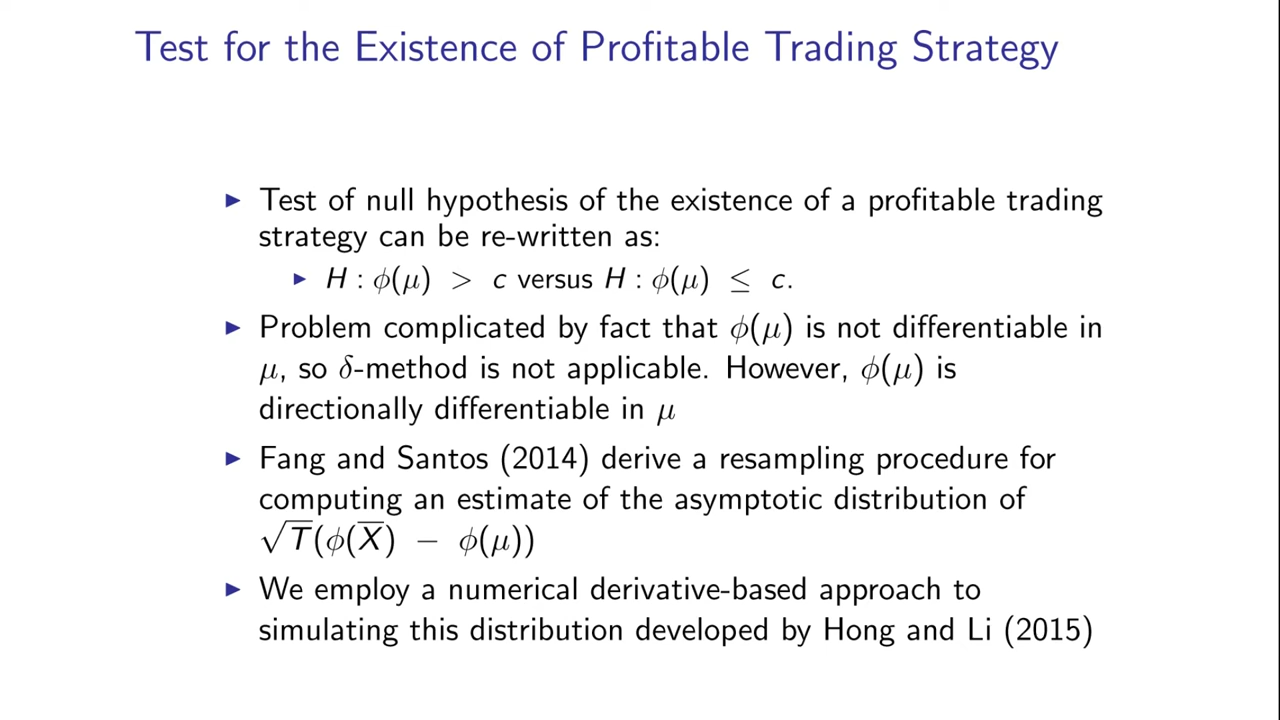 Test for the Existence of Profitable Trading Strategy
▶ Test of null hypothesis of the existence of a profitable trading
strategy can be re-written as:
▶ H : ϕ(μ) > c versus H : ϕ(μ) ≤ c.
▶ Problem complicated by fact that ϕ(μ) is not differentiable in
μ, so δ-method is not applicable. However, ϕ(μ) is
directionally differentiable in μ
▶ Fang and Santos (2014) derive a resampling procedure for
computing an estimate of the asymptotic distribution of
√T(ϕ(X̅) − ϕ(μ))
▶ We employ a numerical derivative-based approach to
simulating this distribution developed by Hong and Li (2015)